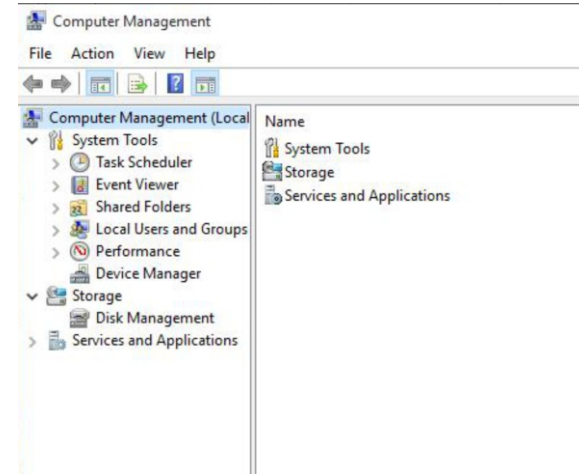 Computer Management
File Action View Help
Computer Management (Local
System Tools
Task Scheduler
Event Viewer
Shared Folders
Local Users and Groups
Performance
Device Manager
Storage
Disk Management
Services and Applications
Name
System Tools
Storage
Services and Applications